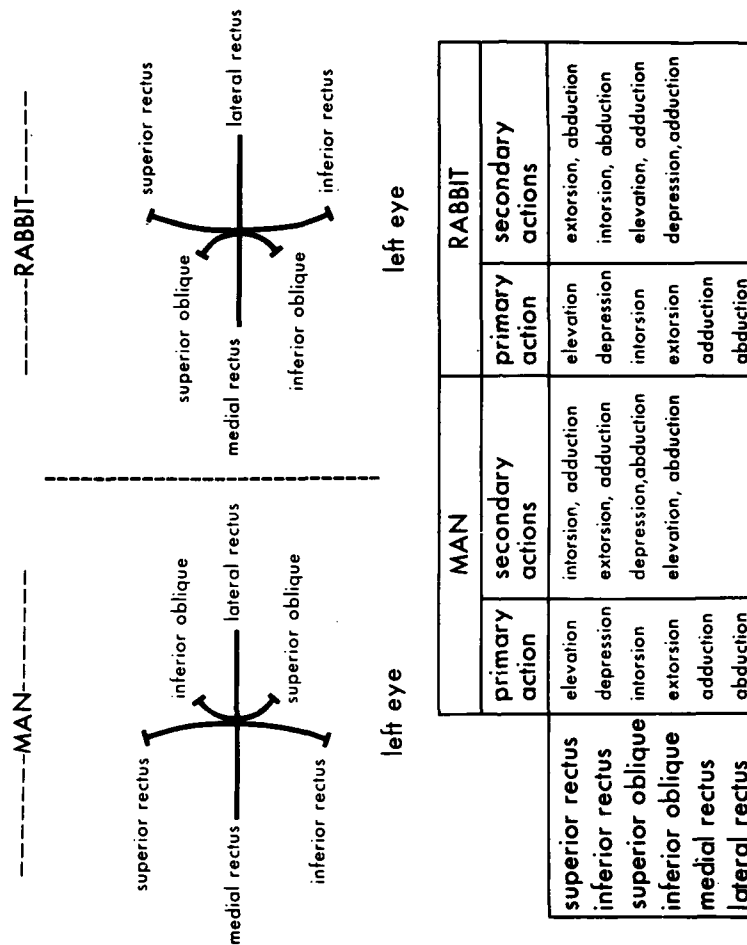 -------MAN-------
superior rectus
inferior oblique
medial rectus
lateral rectus
inferior rectus
superior oblique
left eye
------RABBIT------
superior oblique
superior rectus
medial rectus
lateral rectus
inferior oblique
inferior rectus
left eye
MAN RABBIT
primary action secondary actions primary action secondary actions
superior rectus elevation intorsion, adduction elevation extorsion, abduction
inferior rectus depression extorsion, adduction depression intorsion, abduction
superior oblique intorsion depression,abduction intorsion elevation, adduction
inferior oblique extorsion elevation, abduction extorsion depression,adduction
medial rectus adduction adduction
lateral rectus abduction abduction